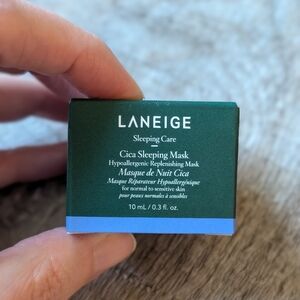 LANEIGE
Sleeping Care
Cica Sleeping Mask
Hypoallergenic Replenishing Mask
Masque de Nuit Cica
Masque Réparateur Hypoallergénique
for normal to sensitive skin
pour peaux normales à sensibles
10 mL / 0.3 fl. oz.